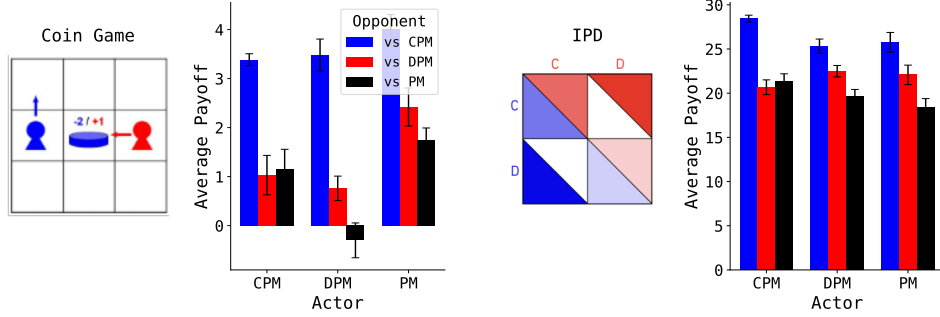 Coin Game
-2 / +1
Average Payoff
4
3
2
1
0
Opponent
vs CPM
vs DPM
vs PM
CPM
DPM
PM
Actor
IPD
C
D
C
D
Average Payoff
30
25
20
15
10
5
0
CPM
DPM
PM
Actor